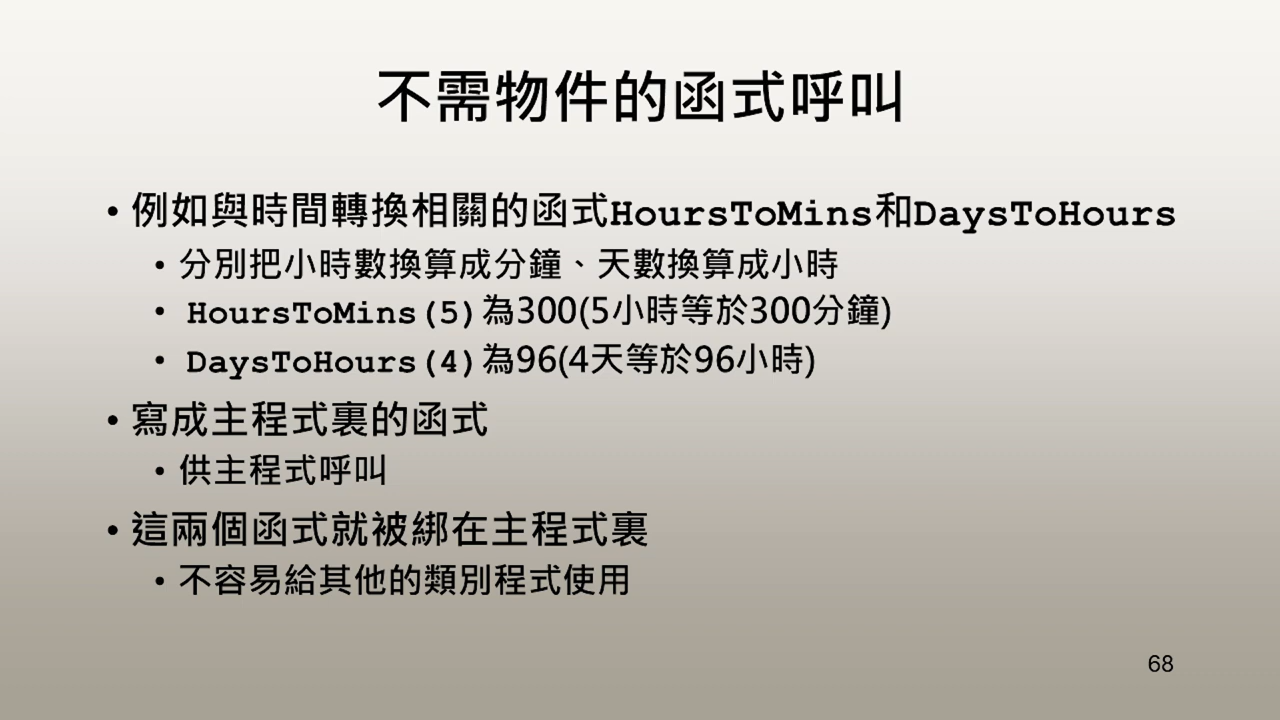 不需物件的函式呼叫
• 例如與時間轉換相關的函式HoursToMins和DaysToHours
• 分別把小時數換算成分鐘、天數換算成小時
• HoursToMins(5)為300(5小時等於300分鐘)
• DaysToHours(4)為96(4天等於96小時)
• 寫成主程式裏的函式
• 供主程式呼叫
• 這兩個函式就被綁在主程式裏
• 不容易給其他的類別程式使用
68